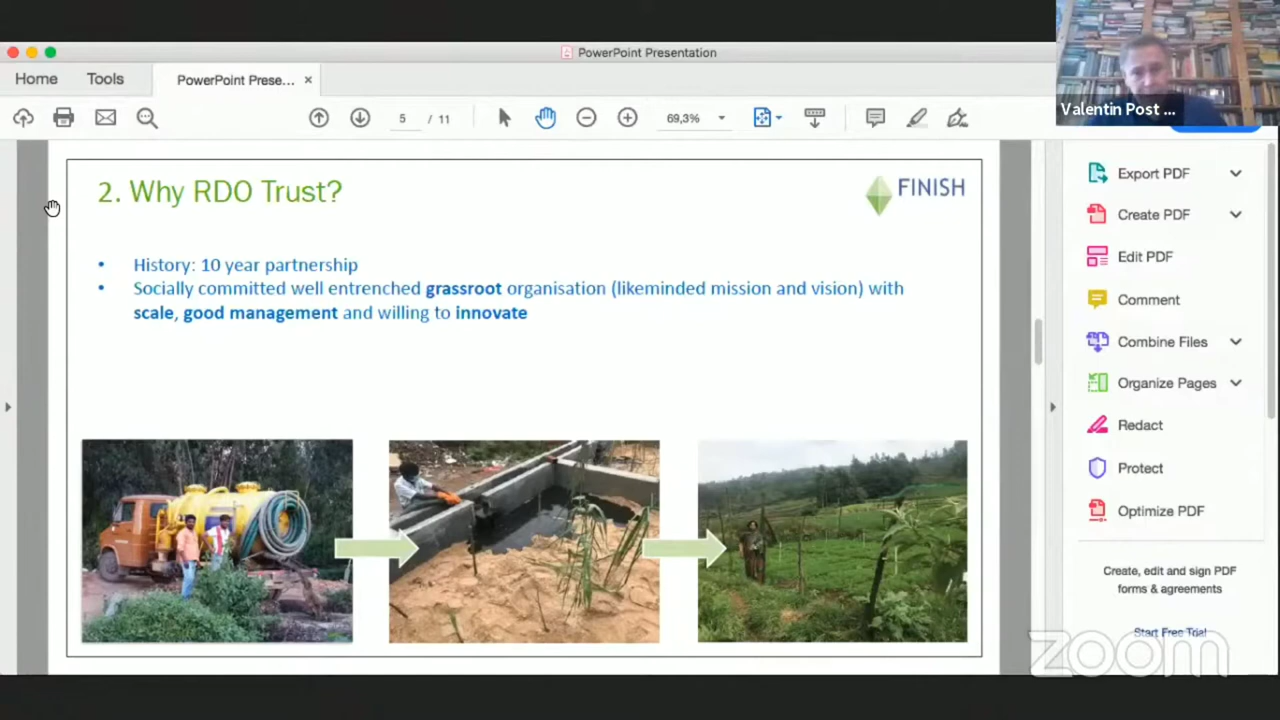 PowerPoint Presentation
Valentin Post ...
Home
Tools
PowerPoint Prese...
×
5 / 11
69,3%
2. Why RDO Trust?
FINISH
• History: 10 year partnership
• Socially committed well entrenched grassroot organisation (likeminded mission and vision) with
scale, good management and willing to innovate
Export PDF
Create PDF
Edit PDF
Comment
Combine Files
Organize Pages
Redact
Protect
Optimize PDF
Create, edit and sign PDF
forms & agreements
Start Free Trial
zoom